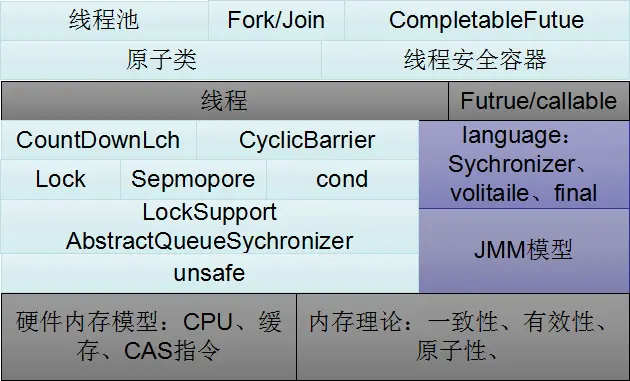 线程池
Fork/Join
CompletableFutue
原子类
线程安全容器
线程
Futrue/callable
CountDownLch
CyclicBarrier
language：
Sychronizer、
volitaile、final
Lock
Sepmopore
cond
LockSupport
AbstractQueueSychronizer
JMM模型
unsafe
硬件内存模型：CPU、缓
存、CAS指令
内存理论：一致性、有效性、
原子性、